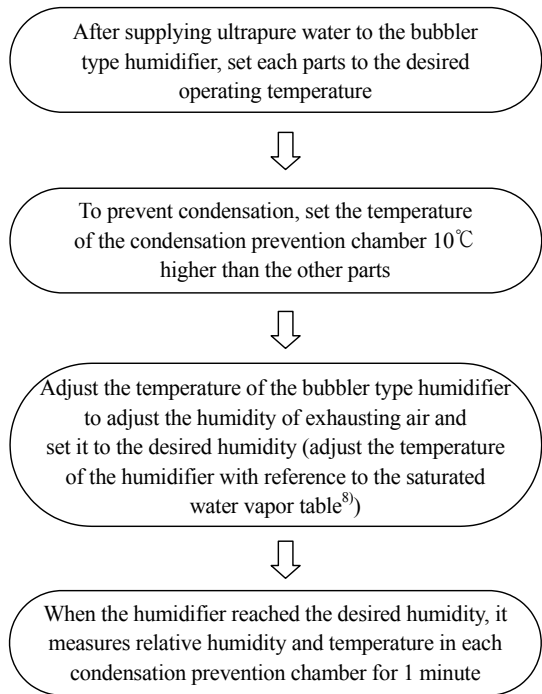 After supplying ultrapure water to the bubbler
type humidifier, set each parts to the desired
operating temperature
To prevent condensation, set the temperature
of the condensation prevention chamber 10℃
higher than the other parts
Adjust the temperature of the bubbler type humidifier
to adjust the humidity of exhausting air and
set it to the desired humidity (adjust the temperature
of the humidifier with reference to the saturated
water vapor table⁸⁾)
When the humidifier reached the desired humidity, it
measures relative humidity and temperature in each
condensation prevention chamber for 1 minute